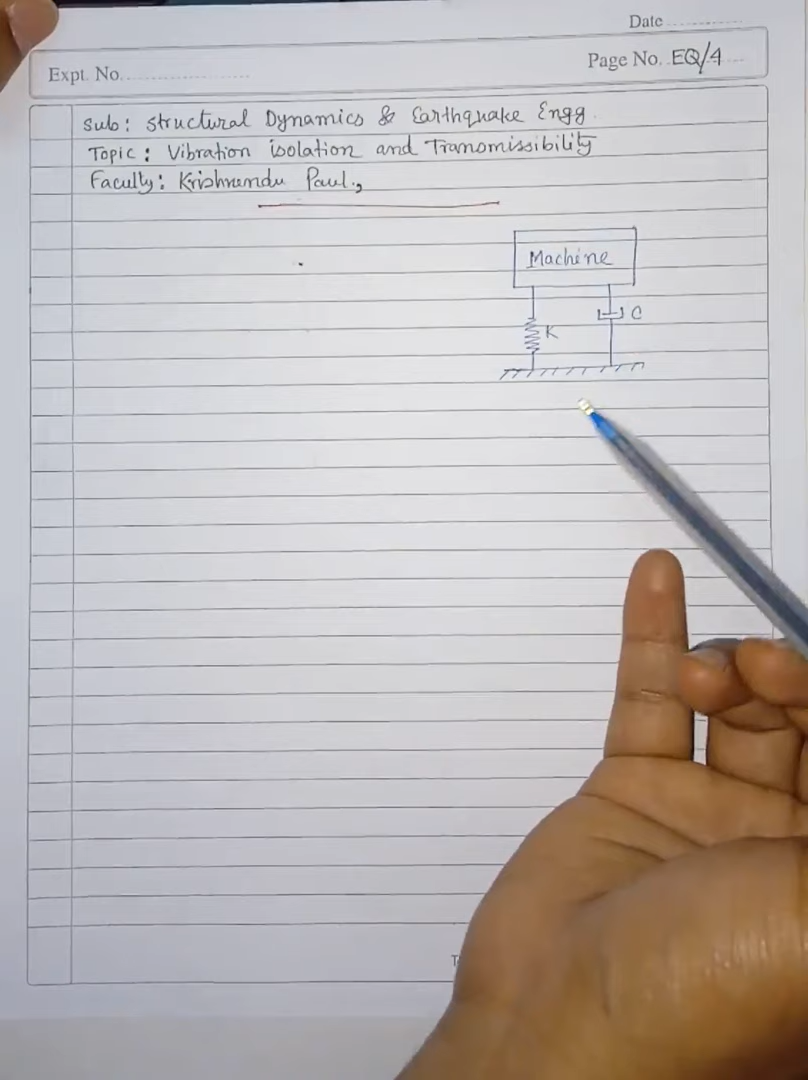 Date
Expt. No.
Page No. EQ/4
Sub: Structural Dynamics & Earthquake Engg.
Topic: Vibration isolation and Transmissibility
Faculty: Krishnendu Paul.,
Machine
K
C